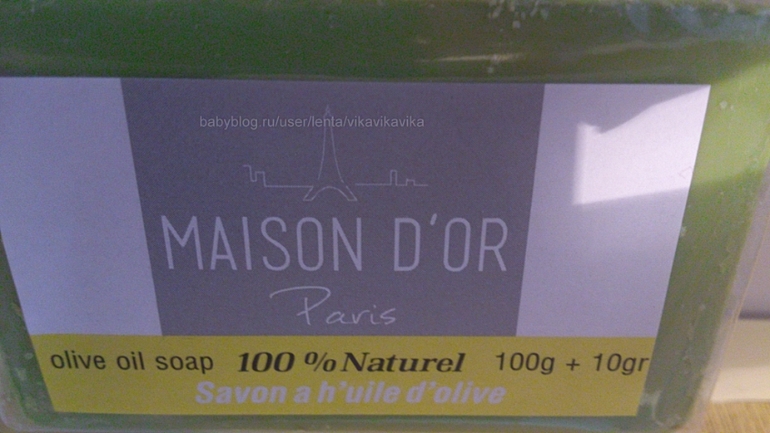 babyblog.ru/user/lenta/vikavikavika
MAISON D'OR
Paris
olive oil soap 100 % Naturel 100g + 10gr
Savon a h'uile d'olive